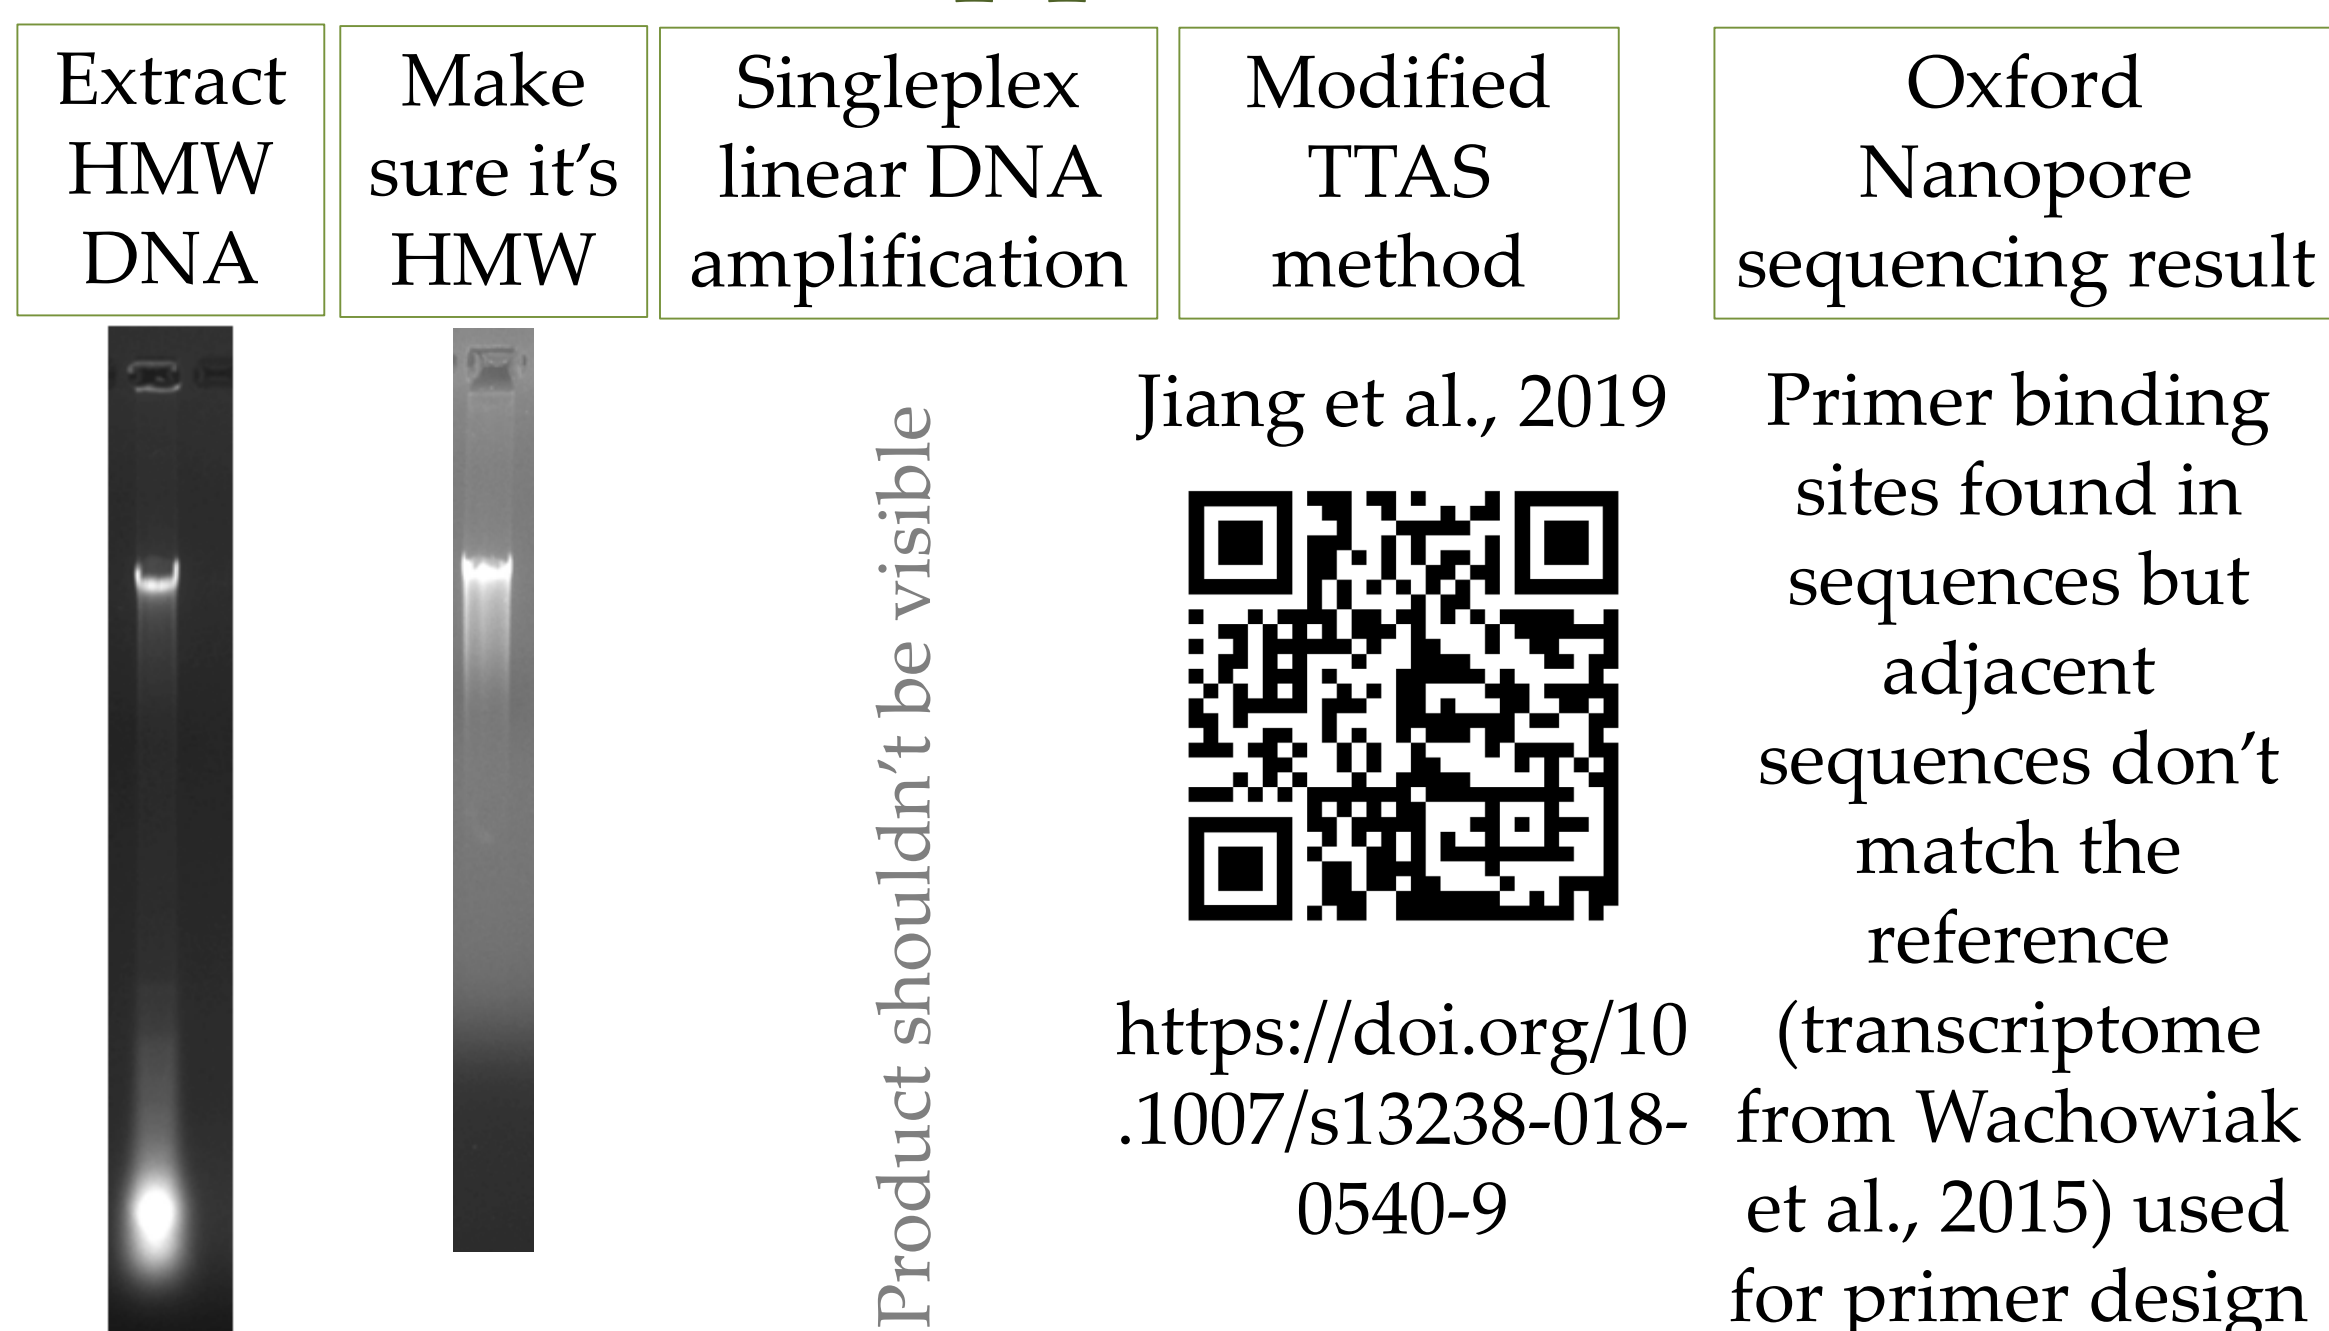 Extract
HMW
DNA
Make
sure it’s
HMW
Singleplex
linear DNA
amplification
Modified
TTAS
method
Oxford
Nanopore
sequencing result
Product shouldn’t be visible
Jiang et al., 2019
https://doi.org/10
.1007/s13238-018-
0540-9
Primer binding
sites found in
sequences but
adjacent
sequences don’t
match the
reference
(transcriptome
from Wachowiak
et al., 2015) used
for primer design